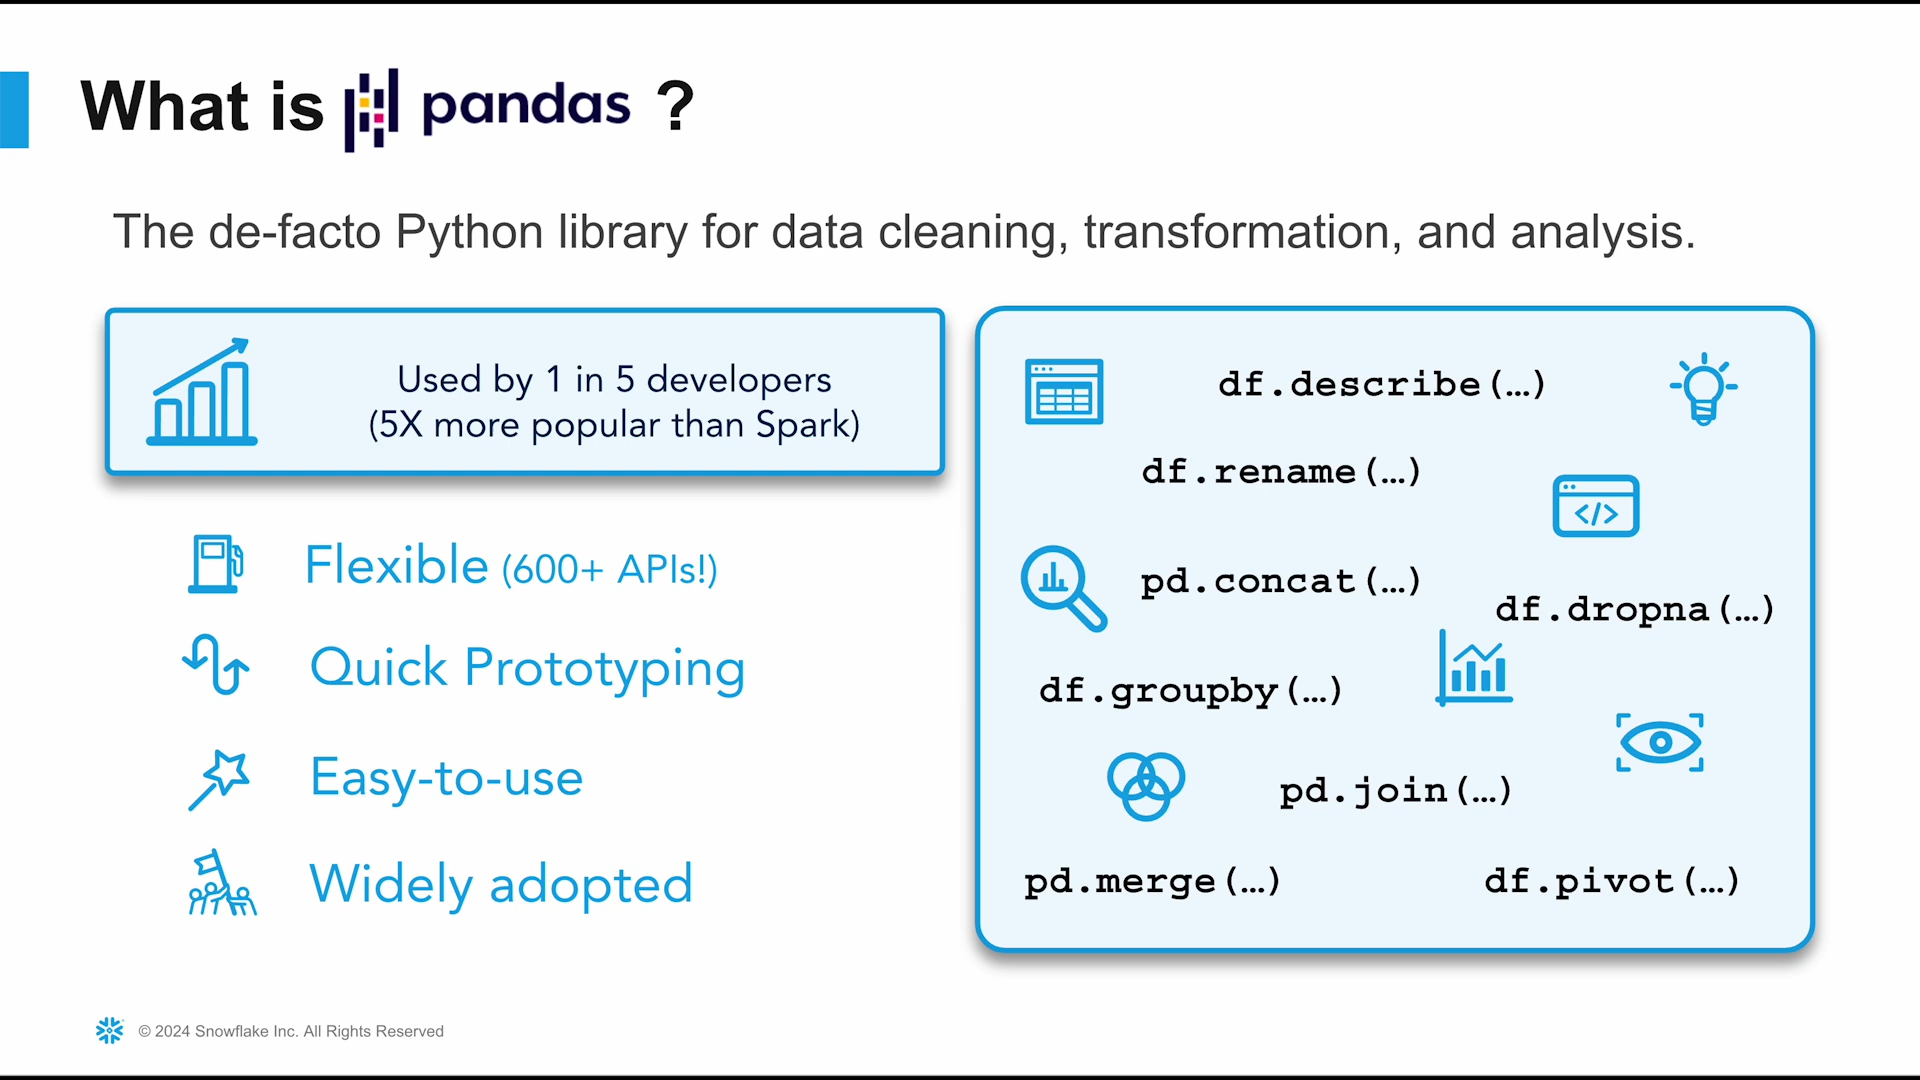 What is pandas ?
The de-facto Python library for data cleaning, transformation, and analysis.
Used by 1 in 5 developers
(5X more popular than Spark)
Flexible (600+ APIs!)
Quick Prototyping
Easy-to-use
Widely adopted
df.describe(…)
df.rename(…)
</>
pd.concat(…)
df.dropna(…)
df.groupby(…)
pd.join(…)
pd.merge(…)
df.pivot(…)
© 2024 Snowflake Inc. All Rights Reserved